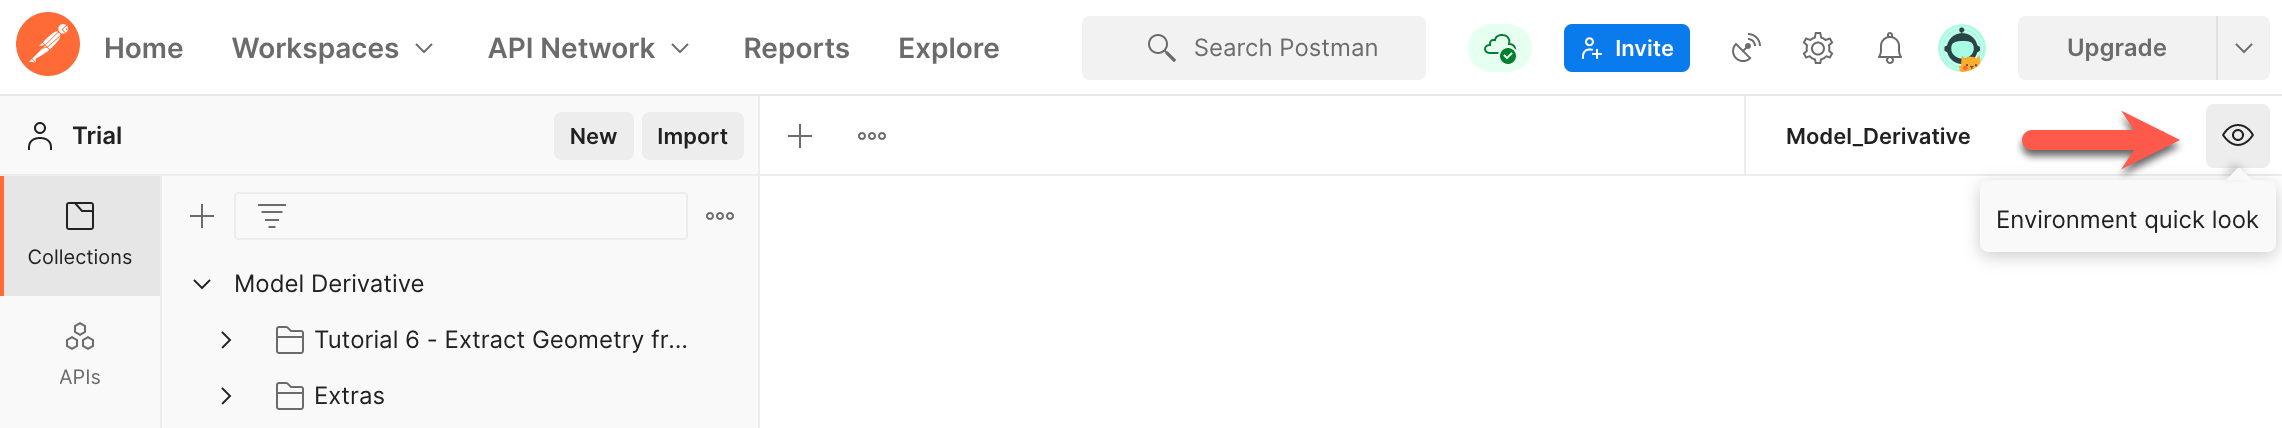 Home Workspaces API Network Reports Explore Search Postman Invite Upgrade
Trial New Import Model_Derivative
Environment quick look
Collections
Model Derivative
Tutorial 6 - Extract Geometry fr...
APIs
Extras